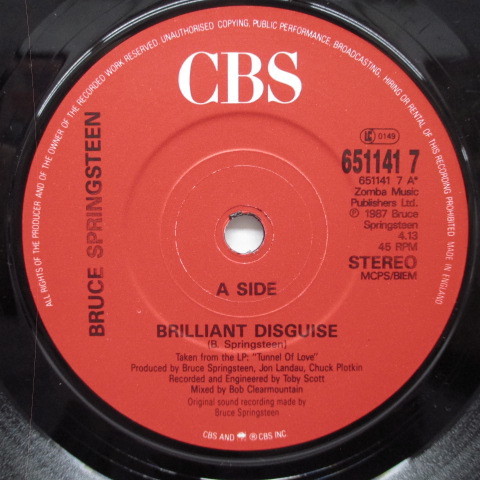 ALL RIGHTS OF THE PRODUCER AND OF THE OWNER OF THE RECORDED WORK RESERVED. UNAUTHORISED COPYING, PUBLIC PERFORMANCE, BROADCASTING, HIRING OR RENTAL OF THIS RECORDING PROHIBITED MADE IN ENGLAND
CBS
BRUCE SPRINGSTEEN
LC 0149
651141 7
651141 7 A*
Zomba Music
Publishers Ltd.
℗ 1987 Bruce
Springsteen
4.13
45 RPM
STEREO
MCPS/BIEM
A SIDE
BRILLIANT DISGUISE
(B. Springsteen)
Taken from the LP: "Tunnel Of Love"
Produced by Bruce Springsteen, Jon Landau, Chuck Plotkin
Recorded and Engineered by Toby Scott
Mixed by Bob Clearmountain
Original sound recording made by
Bruce Springsteen
CBS AND ® CBS INC.